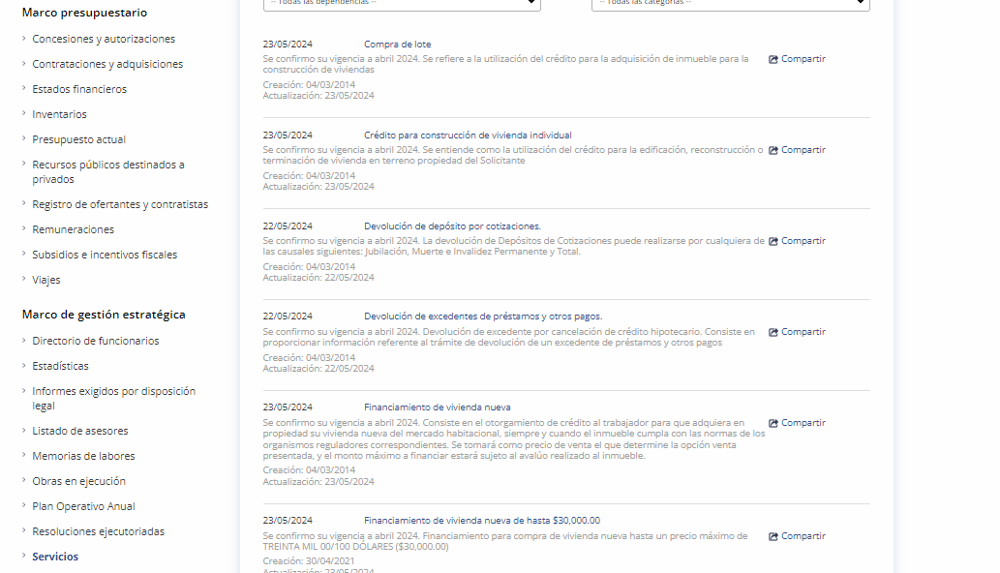 Marco presupuestario
Concesiones y autorizaciones
Contrataciones y adquisiciones
Estados financieros
Inventarios
Presupuesto actual
Recursos públicos destinados a
privados
Registro de ofertantes y contratistas
Remuneraciones
Subsidios e incentivos fiscales
Viajes
Marco de gestión estratégica
Directorio de funcionarios
Estadísticas
Informes exigidos por disposición
legal
Listado de asesores
Memorias de labores
Obras en ejecución
Plan Operativo Anual
Resoluciones ejecutoriadas
Servicios
-- Todas las dependencias --
-- Todas las categorías --
23/05/2024 Compra de lote
Se confirmo su vigencia a abril 2024. Se refiere a la utilización del crédito para la adquisición de inmueble para la
construcción de viviendas
Compartir
Creación: 04/03/2014
Actualización: 23/05/2024
23/05/2024 Crédito para construcción de vivienda individual
Se confirmo su vigencia a abril 2024. Se entiende como la utilización del crédito para la edificación, reconstrucción o
terminación de vivienda en terreno propiedad del Solicitante
Compartir
Creación: 04/03/2014
Actualización: 23/05/2024
22/05/2024 Devolución de depósito por cotizaciones.
Se confirmo su vigencia a abril 2024. La devolución de Depósitos de Cotizaciones puede realizarse por cualquiera de
las causales siguientes: Jubilación, Muerte e Invalidez Permanente y Total.
Compartir
Creación: 04/03/2014
Actualización: 22/05/2024
22/05/2024 Devolución de excedentes de préstamos y otros pagos.
Se confirmo su vigencia a abril 2024. Devolución de excedente por cancelación de crédito hipotecario. Consiste en
proporcionar información referente al trámite de devolución de un excedente de préstamos y otros pagos
Compartir
Creación: 04/03/2014
Actualización: 22/05/2024
23/05/2024 Financiamiento de vivienda nueva
Se confirmo su vigencia a abril 2024. Consiste en el otorgamiento de crédito al trabajador para que adquiera en
propiedad su vivienda nueva del mercado habitacional, siempre y cuando el inmueble cumpla con las normas de los
organismos reguladores correspondientes. Se tomará como precio de venta el que determine la opción venta
presentada, y el monto máximo a financiar estará sujeto al avalúo realizado al inmueble.
Compartir
Creación: 04/03/2014
Actualización: 23/05/2024
23/05/2024 Financiamiento de vivienda nueva de hasta $30,000.00
Se confirmo su vigencia a abril 2024. Financiamiento para compra de vivienda nueva hasta un precio máximo de
TREINTA MIL 00/100 DÓLARES ($30,000.00)
Compartir
Creación: 30/04/2021
Actualización: 23/05/2024